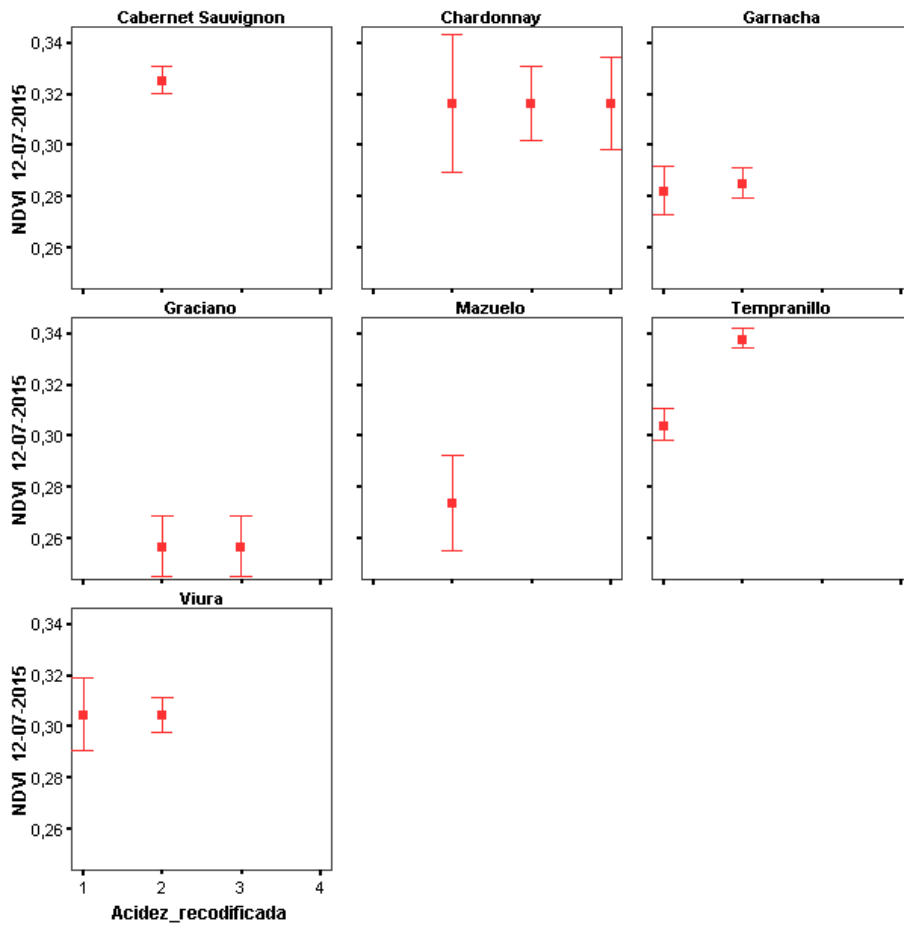 Cabernet Sauvignon Chardonnay Garnacha
0,34
0,32
0,30
0,28
0,26
NDVI 12-07-2015
Graciano Mazuelo Tempranillo
0,34
0,32
0,30
0,28
0,26
NDVI 12-07-2015
Viura
0,34
0,32
0,30
0,28
0,26
NDVI 12-07-2015
1 2 3 4
Acidez_recodificada